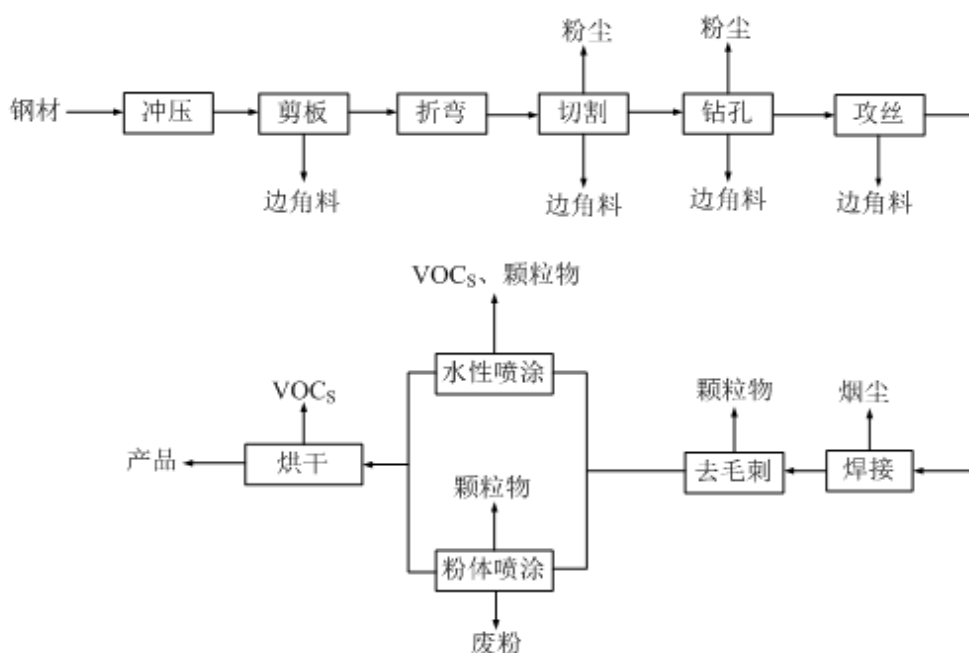 粉尘
粉尘
钢材
冲压
剪板
折弯
切割
钻孔
攻丝
边角料
边角料
边角料
边角料
VOCS、颗粒物
水性喷涂
VOCS
颗粒物
烟尘
产品
烘干
颗粒物
去毛刺
焊接
粉体喷涂
废粉